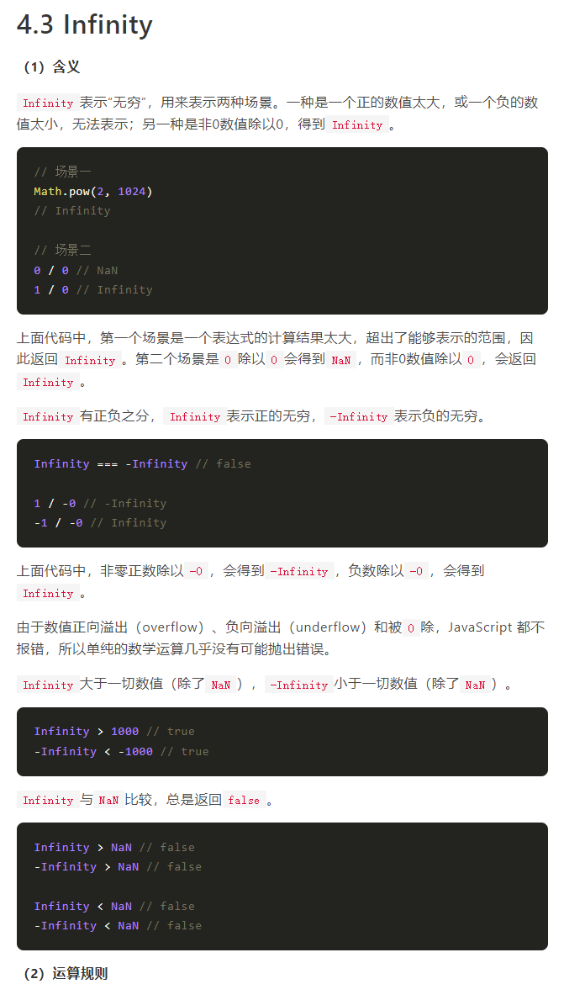 4.3 Infinity
（1）含义
Infinity 表示“无穷”，用来表示两种场景。一种是一个正的数值太大，或一个负的数
值太小，无法表示；另一种是非0数值除以0，得到 Infinity 。
// 场景一
Math.pow(2, 1024)
// Infinity
// 场景二
0 / 0 // NaN
1 / 0 // Infinity
上面代码中，第一个场景是一个表达式的计算结果太大，超出了能够表示的范围，因
此返回 Infinity 。第二个场景是 0 除以 0 会得到 NaN ，而非0数值除以 0 ，会返回
Infinity 。
Infinity 有正负之分， Infinity 表示正的无穷， -Infinity 表示负的无穷。
Infinity === -Infinity // false
1 / -0 // -Infinity
-1 / -0 // Infinity
上面代码中，非零正数除以 -0 ，会得到 -Infinity ，负数除以 -0 ，会得到
Infinity 。
由于数值正向溢出（overflow）、负向溢出（underflow）和被 0 除，JavaScript 都不
报错，所以单纯的数学运算几乎没有可能抛出错误。
Infinity 大于一切数值（除了 NaN ）， -Infinity 小于一切数值（除了 NaN ）。
Infinity > 1000 // true
-Infinity < -1000 // true
Infinity 与 NaN 比较，总是返回 false 。
Infinity > NaN // false
-Infinity > NaN // false
Infinity < NaN // false
-Infinity < NaN // false
（2）运算规则